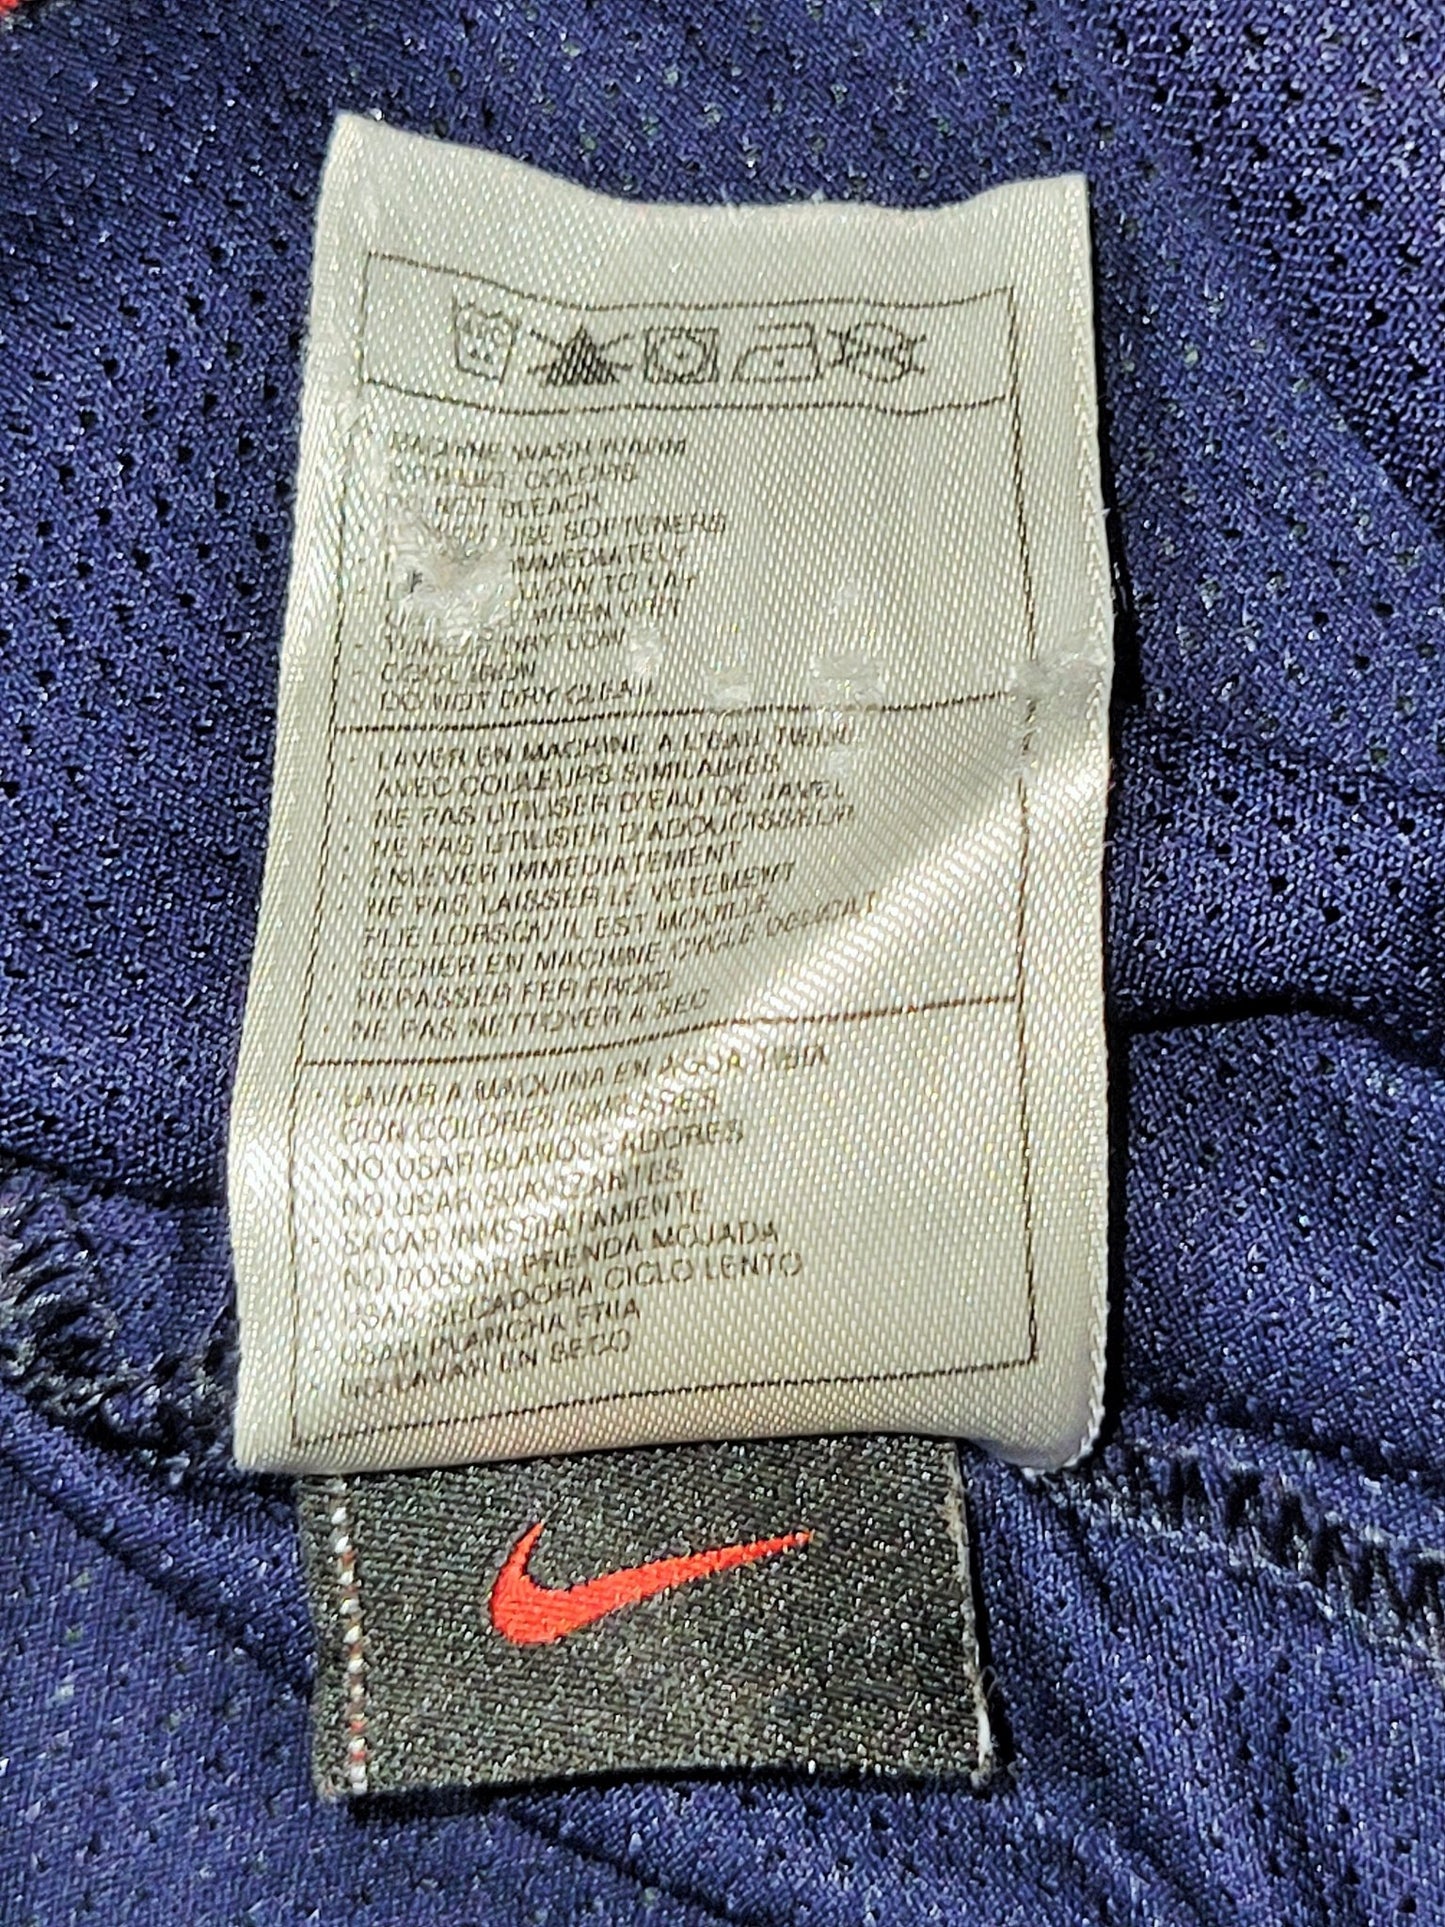 MACHINE WASH WARM
WITH LIKE COLORS
DO NOT BLEACH
USE SOFTENERS
IMMEDIATELY
ALLOW TO LAY
WHEN WET
TUMBLE DRY LOW
COOL IRON
DO NOT DRY CLEAN
LAVER EN MACHINE A L'EAU TIEDE
AVEC COULEURS SIMILAIRES
NE PAS UTILISER D'EAU DE JAVEL
NE PAS UTILISER D'ADOUCISSEUR
ENLEVER IMMEDIATEMENT
NE PAS LAISSER LE VETEMENT
PLIE LORSQU'IL EST MOUILLE
SECHER EN MACHINE CYCLE
REPASSER FER FROID
NE PAS NETTOYER A SEC
LAVAR A MAQUINA EN AGUA TIBIA
CON COLORES SIMILARES
NO USAR BLANQUEADORES
NO USAR SUAVIZANTES
SACAR INMEDIATAMENTE
NO DOBLAR PRENDA MOJADA
USAR SECADORA CICLO LENTO
USAR PLANCHA FRIA
NO LAVAR EN SECO